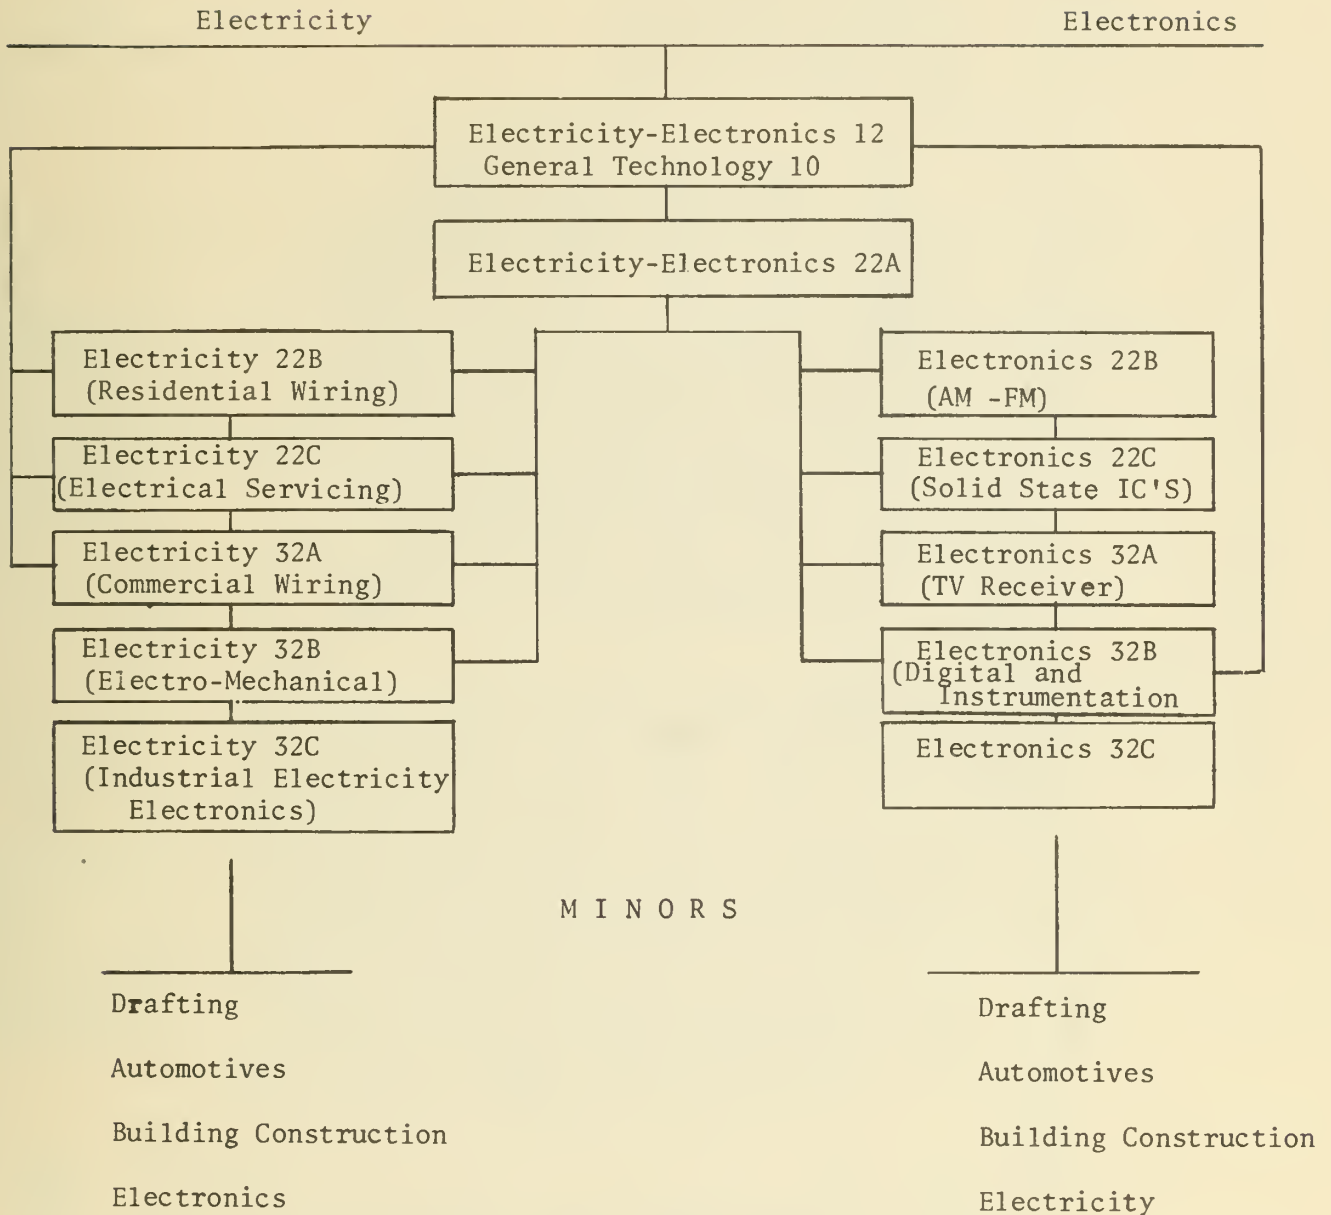 Electricity
Electronics
Electricity-Electronics 12
General Technology 10
Electricity-Electronics 22A
Electricity 22B
(Residential Wiring)
Electricity 22C
(Electrical Servicing)
Electricity 32A
(Commercial Wiring)
Electricity 32B
(Electro-Mechanical)
Electricity 32C
(Industrial Electricity
Electronics)
Electronics 22B
(AM -FM)
Electronics 22C
(Solid State IC'S)
Electronics 32A
(TV Receiver)
Electronics 32B
(Digital and
Instrumentation
Electronics 32C
M I N O R S
Drafting
Automotives
Building Construction
Electronics
Drafting
Automotives
Building Construction
Electricity